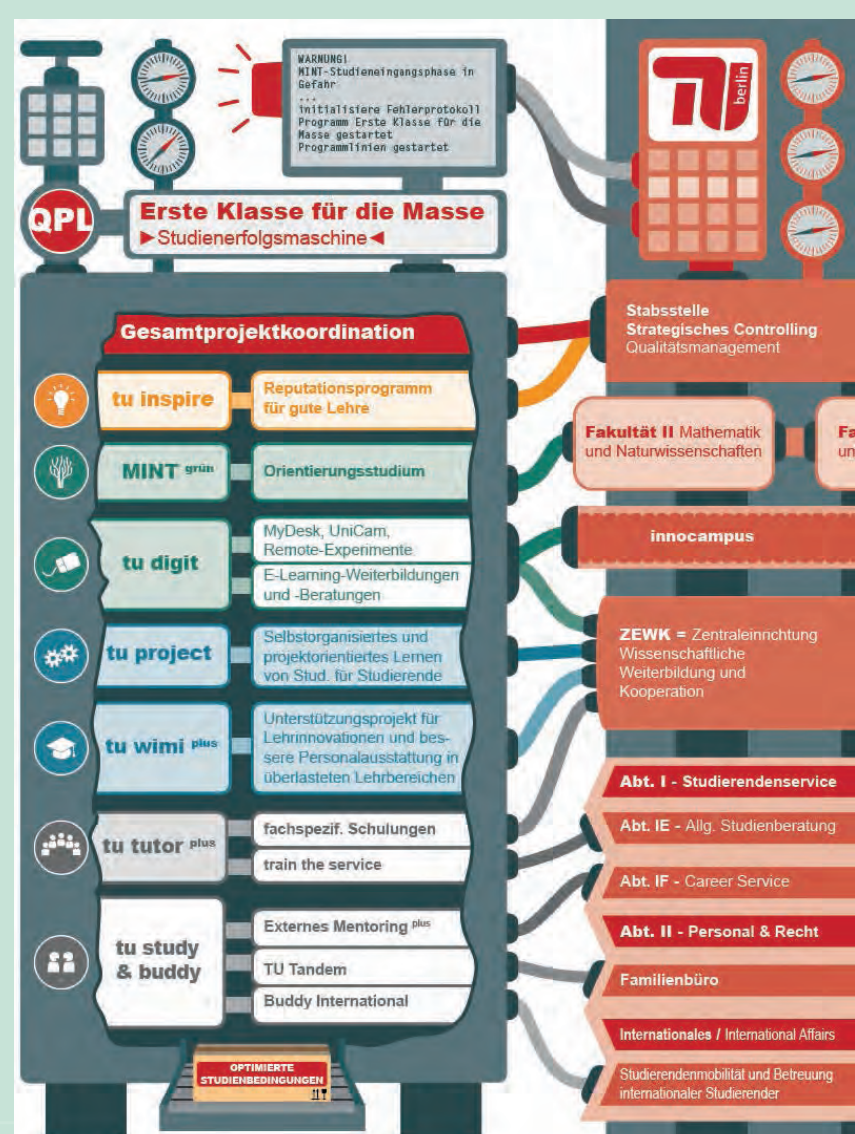 WARNUNG!
MINT-Studieneingangsphase in
Gefahr
...
initialisiere Fehlerprotokoll
Programm Erste Klasse für die
Masse gestartet
Programmlinien gestartet
berlin
QPL
Erste Klasse für die Masse
►Studienerfolgsmaschine◄
Gesamtprojektkoordination
tu inspire
Reputationsprogramm
für gute Lehre
MINT grün
Orientierungsstudium
tu digit
MyDesk, UniCam,
Remote-Experimente
E-Learning-Weiterbildungen
und -Beratungen
tu project
Selbstorganisiertes und
projektorientiertes Lernen
von Stud. für Studierende
tu wimi plus
Unterstützungsprojekt für
Lehrinnovationen und bes-
sere Personalausstattung in
überlasteten Lehrbereichen
tu tutor plus
fachspezif. Schulungen
train the service
tu study
& buddy
Externes Mentoring plus
TU Tandem
Buddy International
OPTIMIERTE
STUDIENBEDINGUNGEN
Stabsstelle
Strategisches Controlling
Qualitätsmanagement
Fakultät II Mathematik
und Naturwissenschaften
Fa
un
innocampus
ZEWK = Zentraleinrichtung
Wissenschaftliche
Weiterbildung und
Kooperation
Abt. I - Studierendenservice
Abt. IE - Allg. Studienberatung
Abt. IF - Career Service
Abt. II - Personal & Recht
Familienbüro
Internationales / International Affairs
Studierendenmobilität und Betreuung
internationaler Studierender